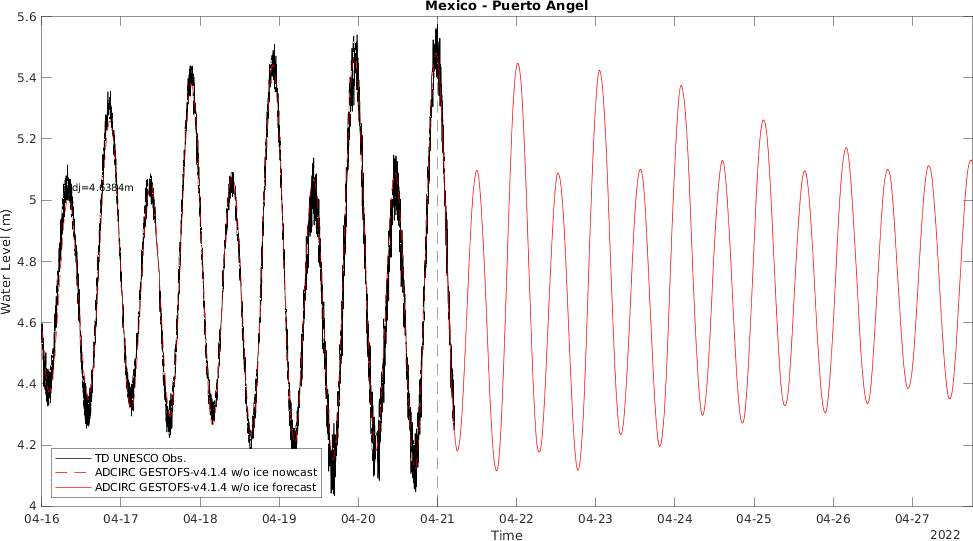 Mexico - Puerto Angel
5.6
5.4
5.2
5
4.8
4.6
4.4
4.2
4
Water Level (m)
dj=4.6384m
TD UNESCO Obs.
ADCIRC GESTOFS-v4.1.4 w/o ice nowcast
ADCIRC GESTOFS-v4.1.4 w/o ice forecast
04-16 04-17 04-18 04-19 04-20 04-21 04-22 04-23 04-24 04-25 04-26 04-27
Time
2022